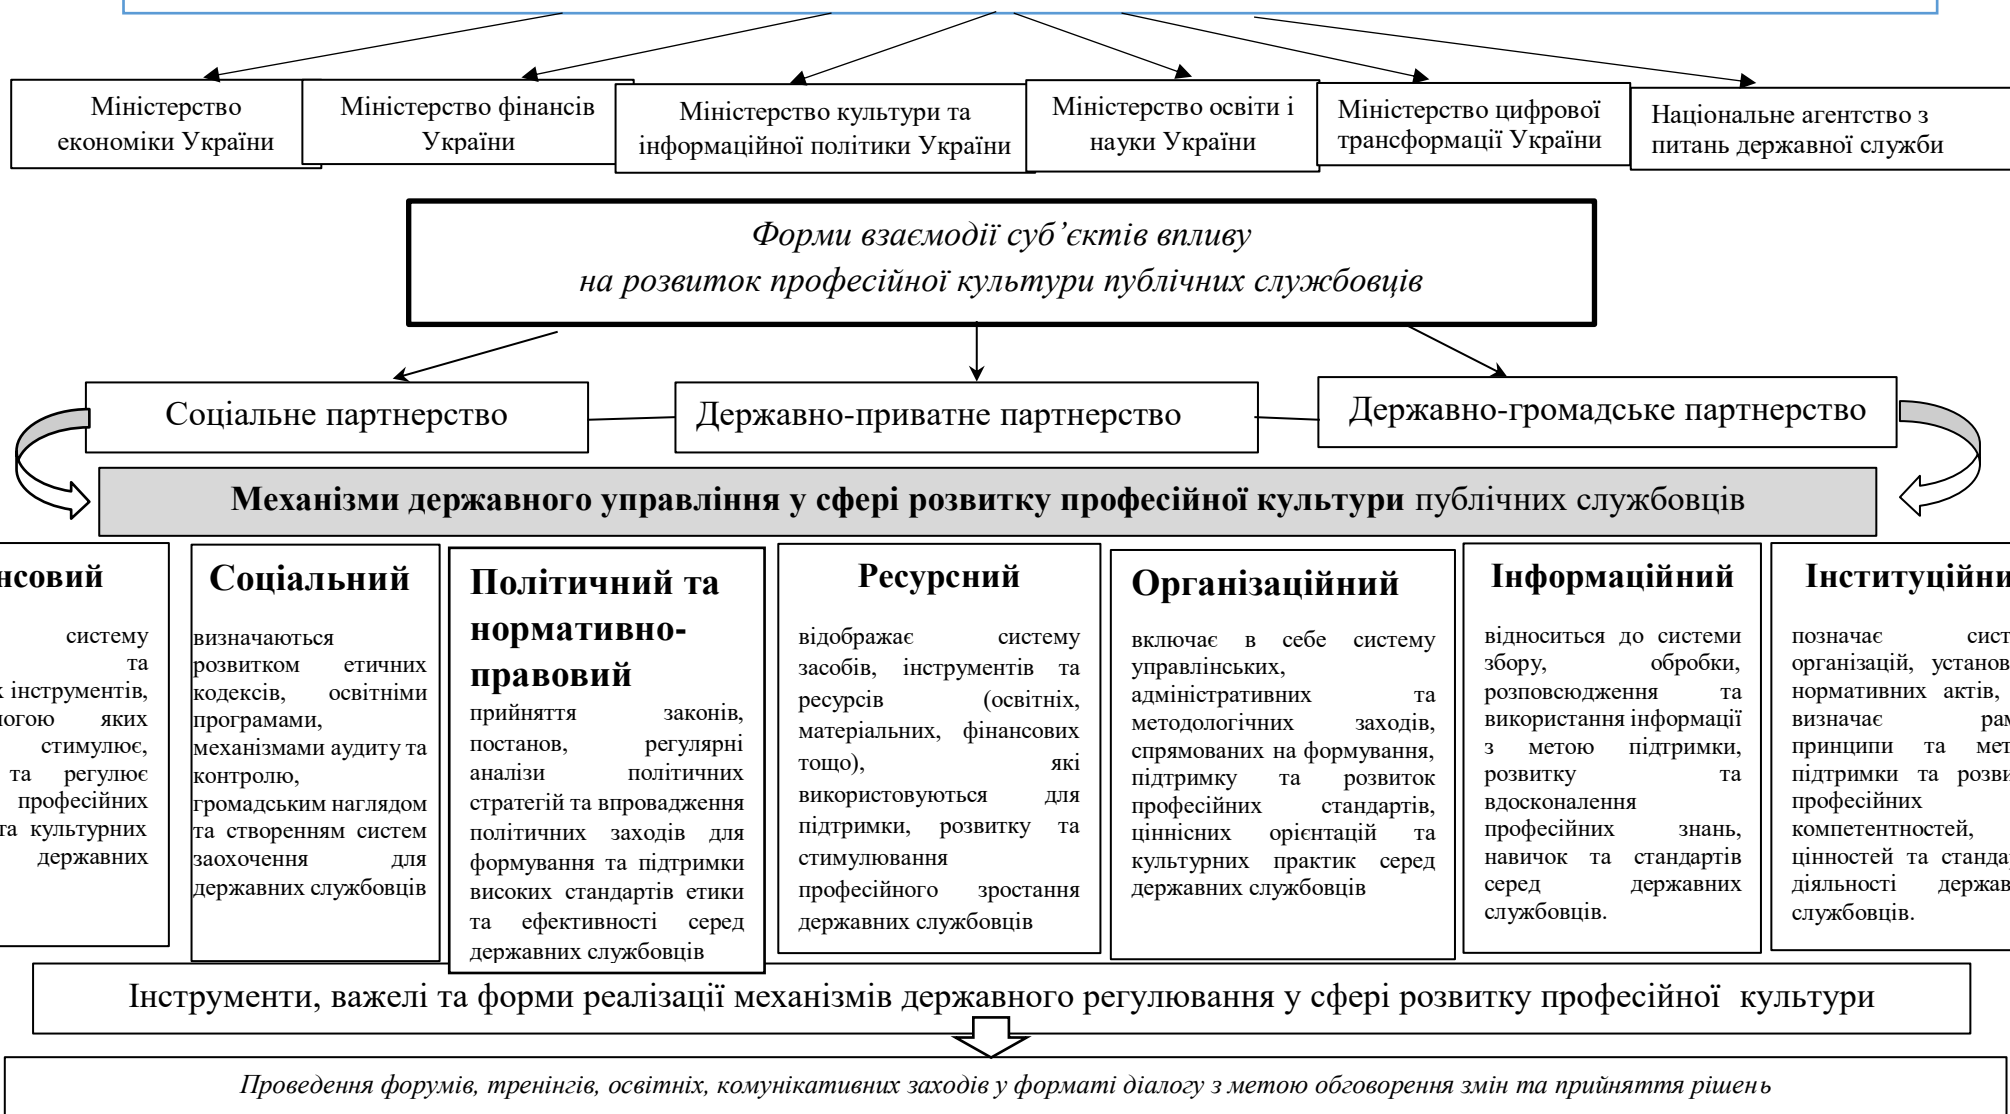 Міністерство
економіки України
Міністерство фінансів
України
Міністерство культури та
інформаційної політики України
Міністерство освіти і
науки України
Міністерство цифрової
трансформації України
Національне агентство з
питань державної служби
Форми взаємодії суб’єктів впливу
на розвиток професійної культури публічних службовців
Соціальне партнерство
Державно-приватне партнерство
Державно-громадське партнерство
Механізми державного управління у сфері розвитку професійної культури публічних службовців
нсовий
систему
та
інструментів,
яких
стимулює,
та регулює
професійних
та культурних
державних
Соціальний
визначаються
розвитком етичних
кодексів, освітніми
програмами,
механізмами аудиту та
контролю,
громадським наглядом
та створенням систем
заохочення для
державних службовців
Політичний та
нормативно-
правовий
прийняття законів,
постанов, регулярні
аналізи політичних
стратегій та впровадження
політичних заходів для
формування та підтримки
високих стандартів етики
та ефективності серед
державних службовців
Ресурсний
відображає систему
засобів, інструментів та
ресурсів (освітніх,
матеріальних, фінансових
тощо), які
використовуються для
підтримки, розвитку та
стимулювання
професійного зростання
державних службовців
Організаційний
включає в себе систему
управлінських,
адміністративних та
методологічних заходів,
спрямованих на формування,
підтримку та розвиток
професійних стандартів,
ціннісних орієнтацій та
культурних практик серед
державних службовців
Інформаційний
відноситься до системи
збору, обробки,
розповсюдження та
використання інформації
з метою підтримки,
розвитку та
вдосконалення
професійних знань,
навичок та стандартів
серед державних
службовців.
Інституційни
позначає сист
організацій, установ
нормативних актів,
визначає рам
принципи та мет
підтримки та розви
професійних
компетентностей,
цінностей та станда
діяльності держав
службовців.
Інструменти, важелі та форми реалізації механізмів державного регулювання у сфері розвитку професійної культури
Проведення форумів, тренінгів, освітніх, комунікативних заходів у форматі діалогу з метою обговорення змін та прийняття рішень